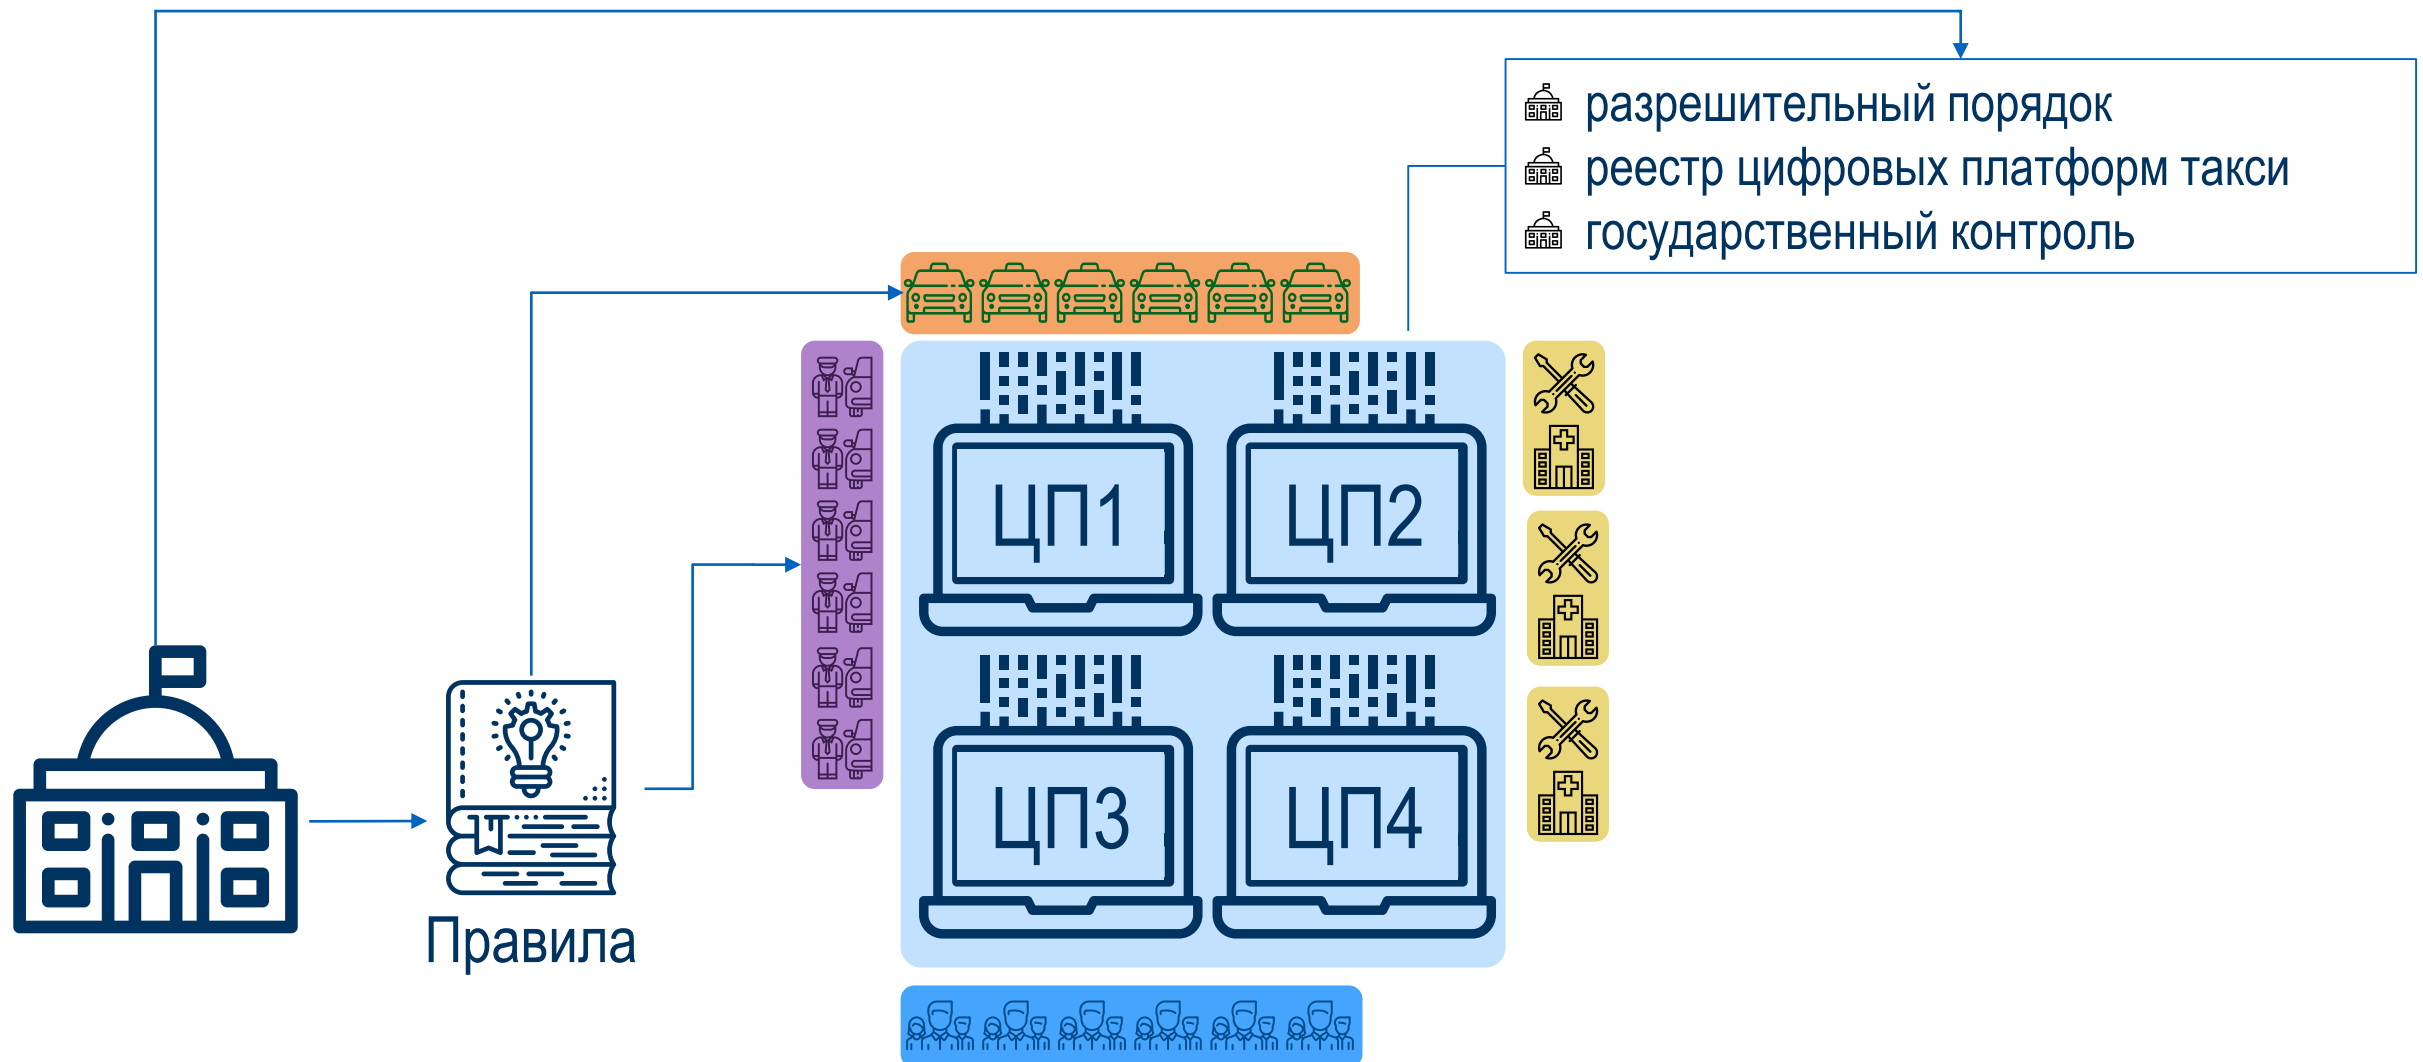 разрешительный порядок
реестр цифровых платформ такси
государственный контроль
ЦП1
ЦП2
ЦП3
ЦП4
Правила